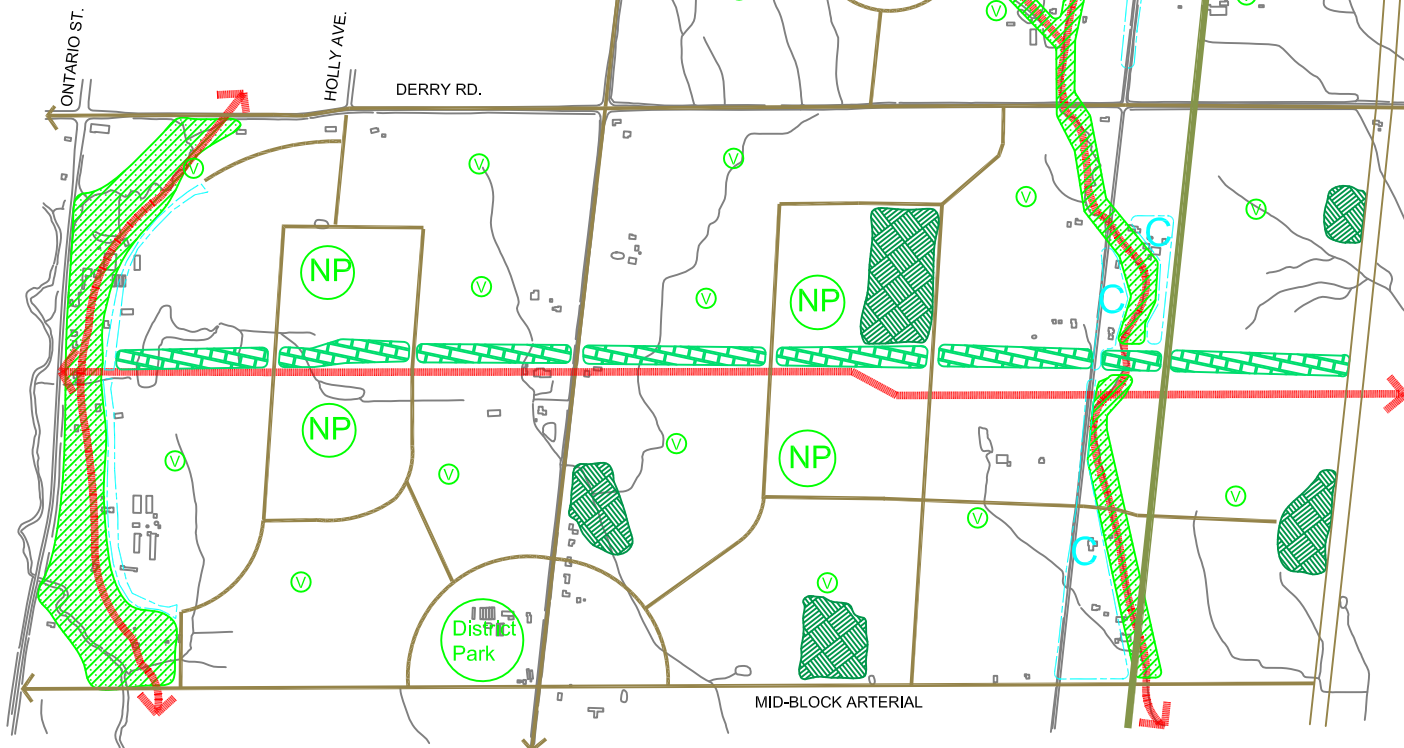 ONTARIO ST.
HOLLY AVE.
DERRY RD.
V
V
V
V
V
V
V
V
C
NP
V
V
NP
C
NP
V
V
NP
V
V
V
C
V
V
District
Park
MID-BLOCK ARTERIAL